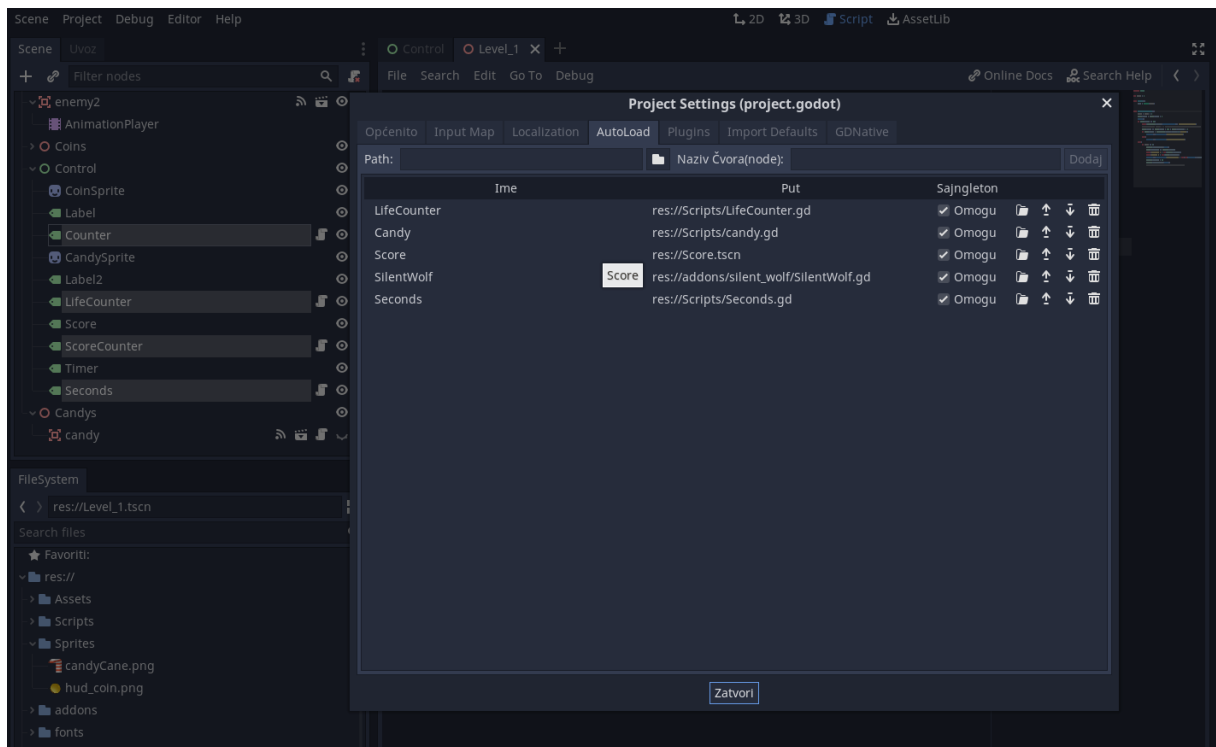 Scene Project Debug Editor Help 2D 3D Script AssetLib
Scene Uvoz Control Level_1
Filter nodes File Search Edit Go To Debug Online Docs Search Help
enemy2
AnimationPlayer
Coins
Control
CoinSprite
Label
Counter
CandySprite
Label2
LifeCounter
Score
ScoreCounter
Timer
Seconds
Candys
candy
FileSystem
res://Level_1.tscn
Search files
Favoriti:
res://
Assets
Scripts
Sprites
candyCane.png
hud_coin.png
addons
fonts
Project Settings (project.godot)
Općenito Input Map Localization AutoLoad Plugins Import Defaults GDNative
Path: Naziv Čvora(node): Dodaj
Ime Put Sajngleton
LifeCounter res://Scripts/LifeCounter.gd Omogu
Candy res://Scripts/candy.gd Omogu
Score res://Score.tscn Omogu
SilentWolf Score res://addons/silent_wolf/SilentWolf.gd Omogu
Seconds res://Scripts/Seconds.gd Omogu
Zatvori